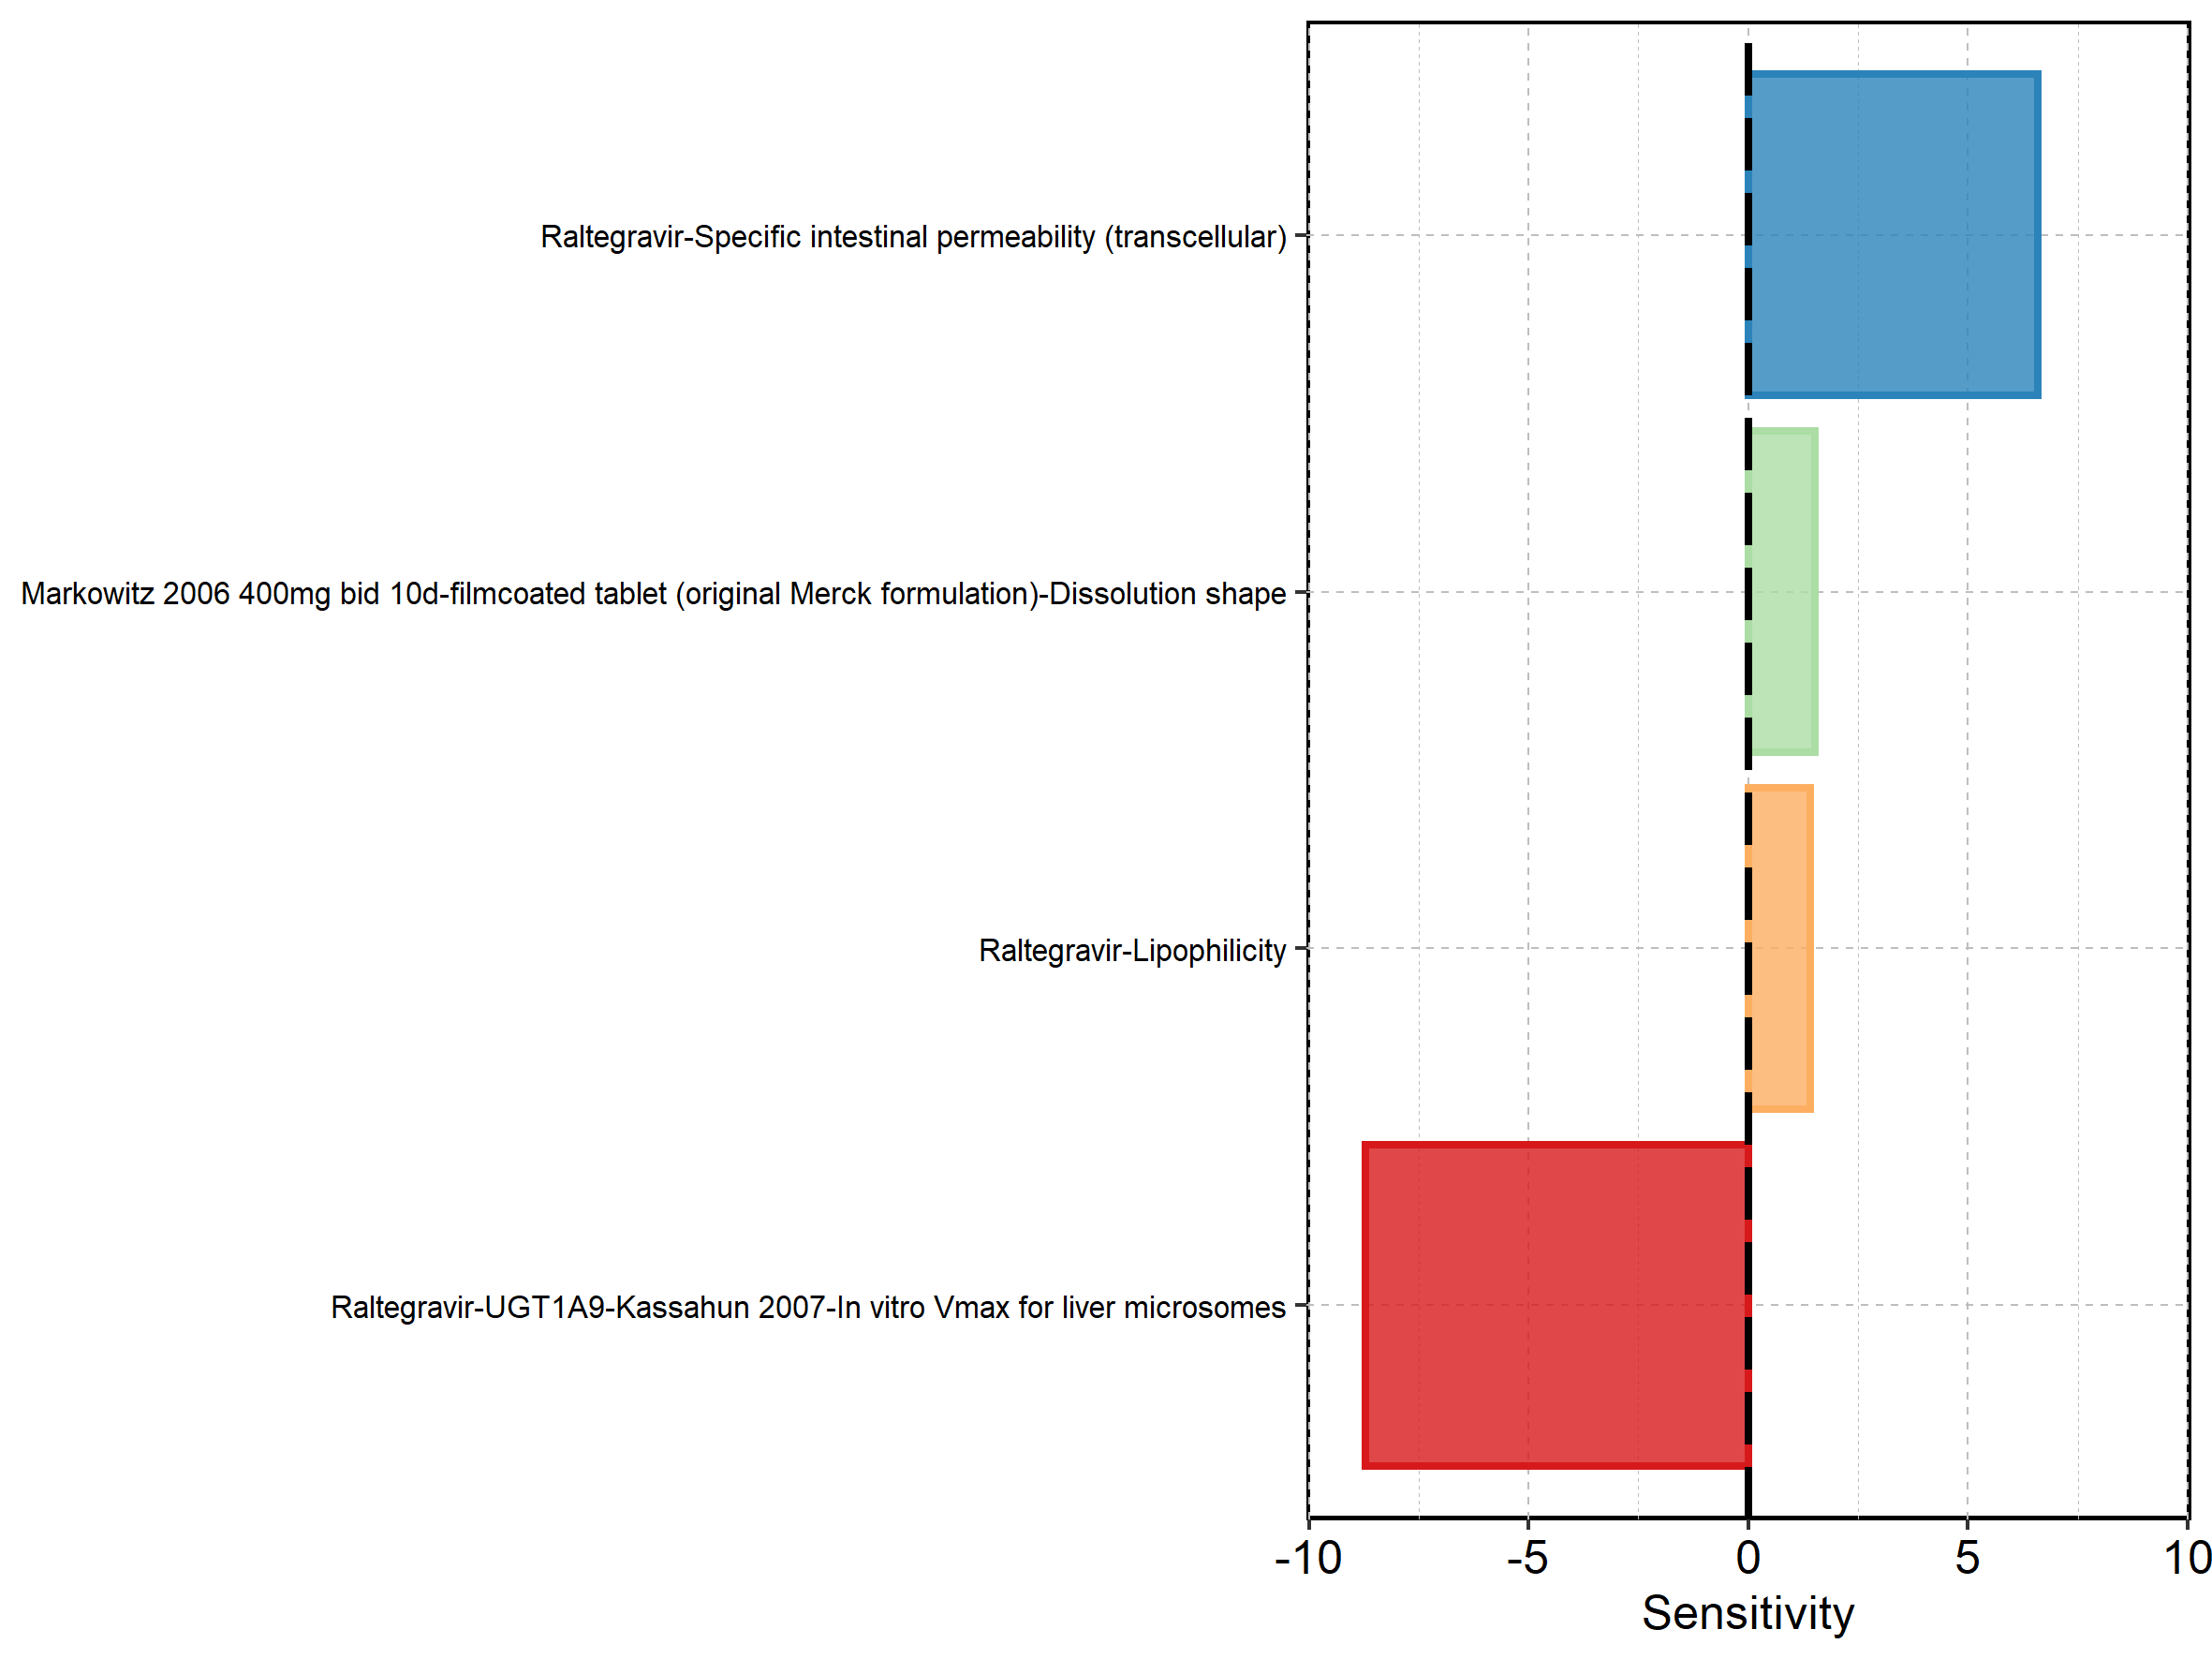 Raltegravir-Specific intestinal permeability (transcellular)
Markowitz 2006 400mg bid 10d-filmcoated tablet (original Merck formulation)-Dissolution shape
Raltegravir-Lipophilicity
Raltegravir-UGT1A9-Kassahun 2007-In vitro Vmax for liver microsomes
-10 -5 0 5 10
Sensitivity